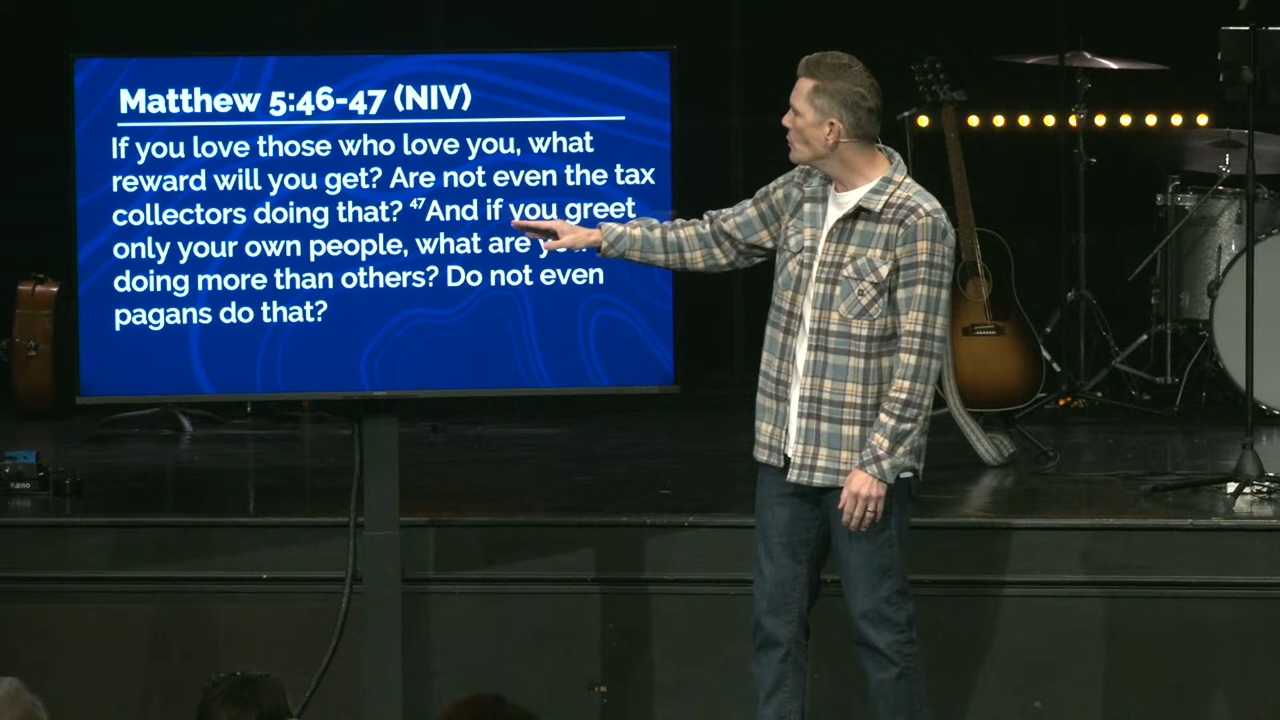 Matthew 5:46-47 (NIV)
If you love those who love you, what
reward will you get? Are not even the tax
collectors doing that? ⁴⁷And if you greet
only your own people, what are
doing more than others? Do not even
pagans do that?
nano